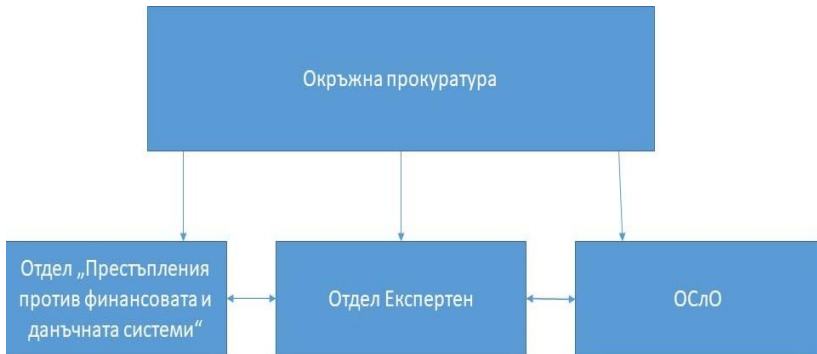 Окръжна прокуратура
Отдел „Престъпления
против финансовата и
данъчната системи“
Отдел Експертен
ОСлО